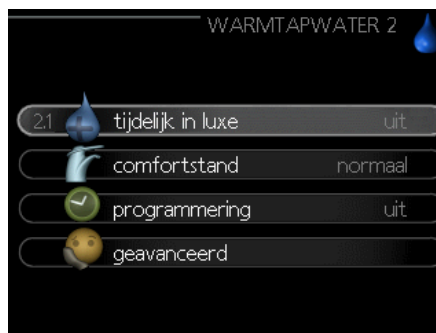 WARMTAPWATER 2
2.1 tijdelijk in luxe uit
comfortstand normaal
programmering uit
geavanceerd